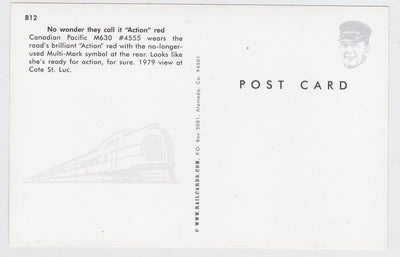 B12
No wonder they call it "Action" red
Canadian Pacific M630 #4555 wears the
road's brilliant "Action" red with the no-longer-
used Multi-Mark symbol at the rear. Looks like
she's ready for action, for sure. 1979 view at
Cote St. Luc.
© WWW.RAILCARDS.COM, P.O. Box 3081, Alameda, Ca. 94501
POST CARD